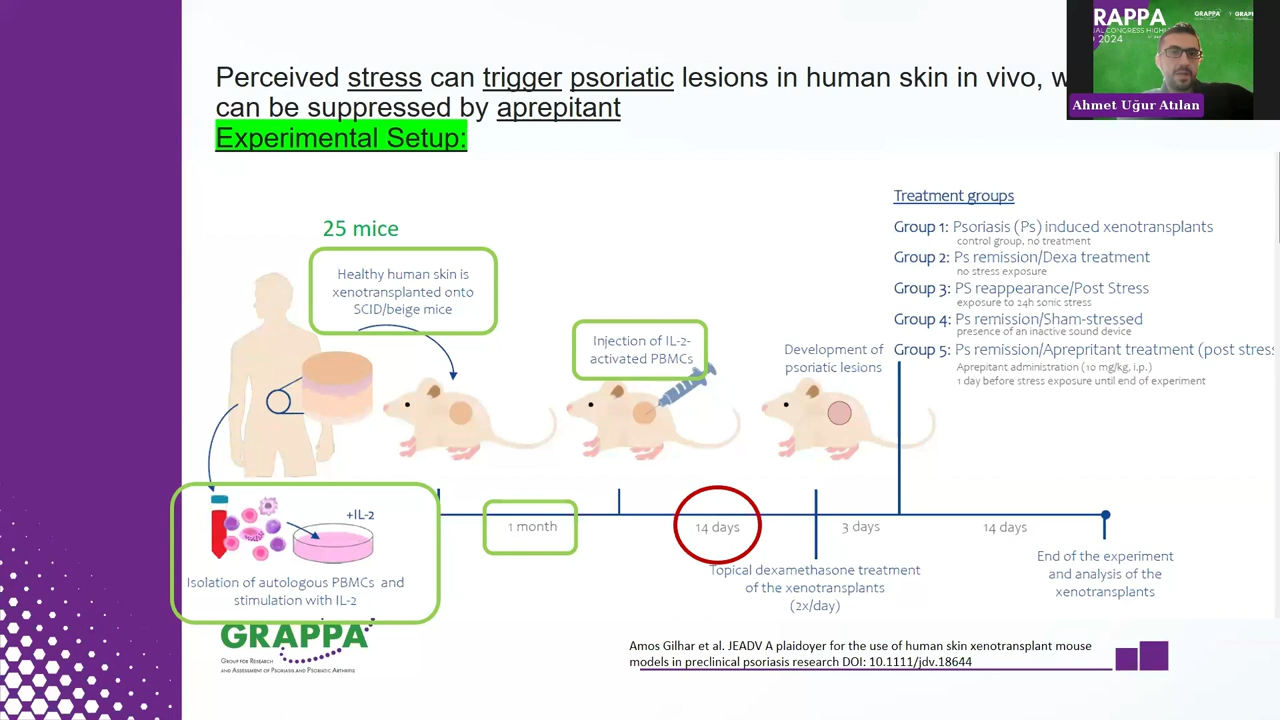 Perceived stress can trigger psoriatic lesions in human skin in vivo, w
can be suppressed by aprepitant
Experimental Setup:
RAPPA
GRAPPA
GRAPPA
NAL CONGRESS HIGHL
2024
Ahmet Uğur Atılan
25 mice
Healthy human skin is
xenotransplanted onto
SCID/beige mice
Injection of IL-2-
activated PBMCs
Development of
psoriatic lesions
Treatment groups
Group 1: Psoriasis (Ps) induced xenotransplants
control group, no treatment
Group 2: Ps remission/Dexa treatment
no stress exposure
Group 3: PS reappearance/Post Stress
exposure to 24h sonic stress
Group 4: Ps remission/Sham-stressed
presence of an inactive sound device
Group 5: Ps remission/Aprepritant treatment (post stress
Aprepitant administration (10 mg/kg, i.p.)
1 day before stress exposure until end of experiment
+IL-2
Isolation of autologous PBMCs and
stimulation with IL-2
1 month
14 days
3 days
14 days
Topical dexamethasone treatment
of the xenotransplants
(2x/day)
End of the experiment
and analysis of the
xenotransplants
GRAPPA
Group for Research
and Assessment of Psoriasis and Psoriatic Arthritis
Amos Gilhar et al. JEADV A plaidoyer for the use of human skin xenotransplant mouse
models in preclinical psoriasis research DOI: 10.1111/jdv.18644